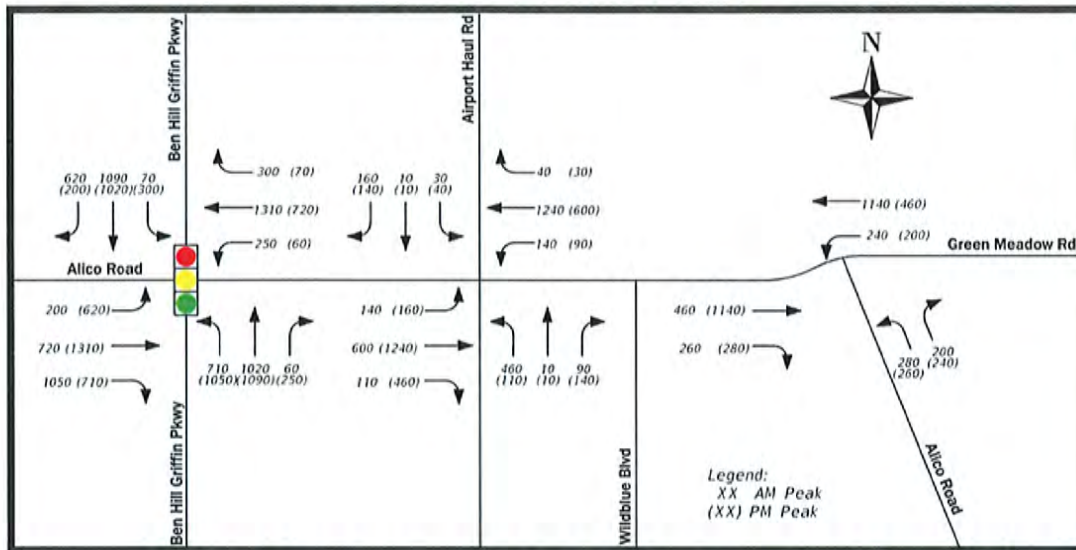 Ben Hill Griffin Pkwy
Airport Haul Rd
N
620 1090 70
(200) (1020)(300)
300 (70)
1310 (720)
250 (60)
160 10 30
(140) (10) (40)
40 (30)
1240 (600)
140 (90)
1140 (460)
240 (200)
Green Meadow Rd
Alico Road
200 (620)
720 (1310)
1050 (710)
710 1020 60
(1050)(1090)(250)
140 (160)
600 (1240)
110 (460)
460 10 90
(110) (10) (140)
460 (1140)
260 (280)
280
(260)
200
(240)
Ben Hill Griffin Pkwy
Wildblue Blvd
Alico Road
Legend:
XX AM Peak
(XX) PM Peak